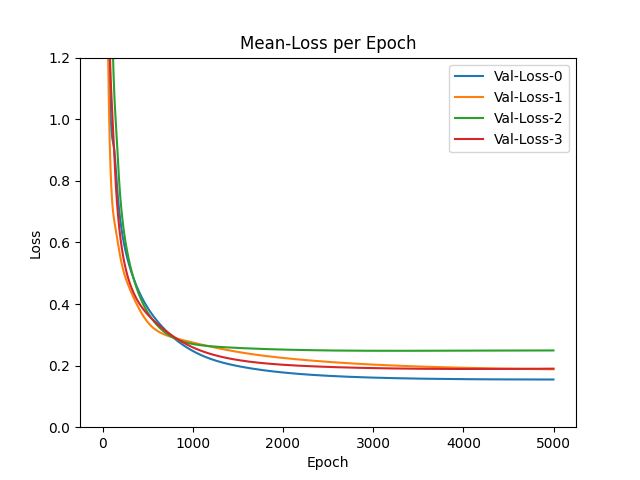 Mean-Loss per Epoch
1.2
1.0
0.8
0.6
0.4
0.2
0.0
Loss
Val-Loss-0
Val-Loss-1
Val-Loss-2
Val-Loss-3
0 1000 2000 3000 4000 5000
Epoch